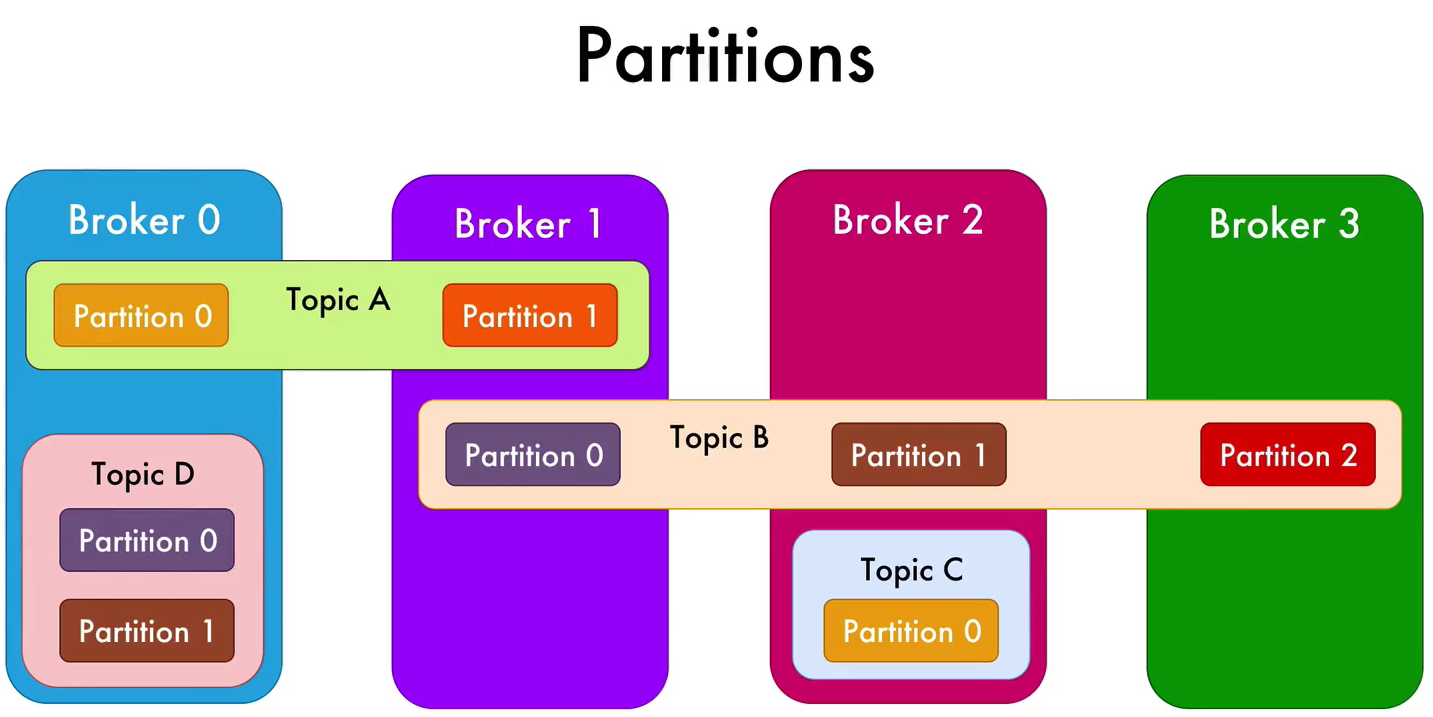 Partitions
Broker 0
Broker 1
Broker 2
Broker 3
Topic A
Partition 0
Partition 1
Topic B
Partition 0
Partition 1
Partition 2
Topic D
Partition 0
Partition 1
Topic C
Partition 0